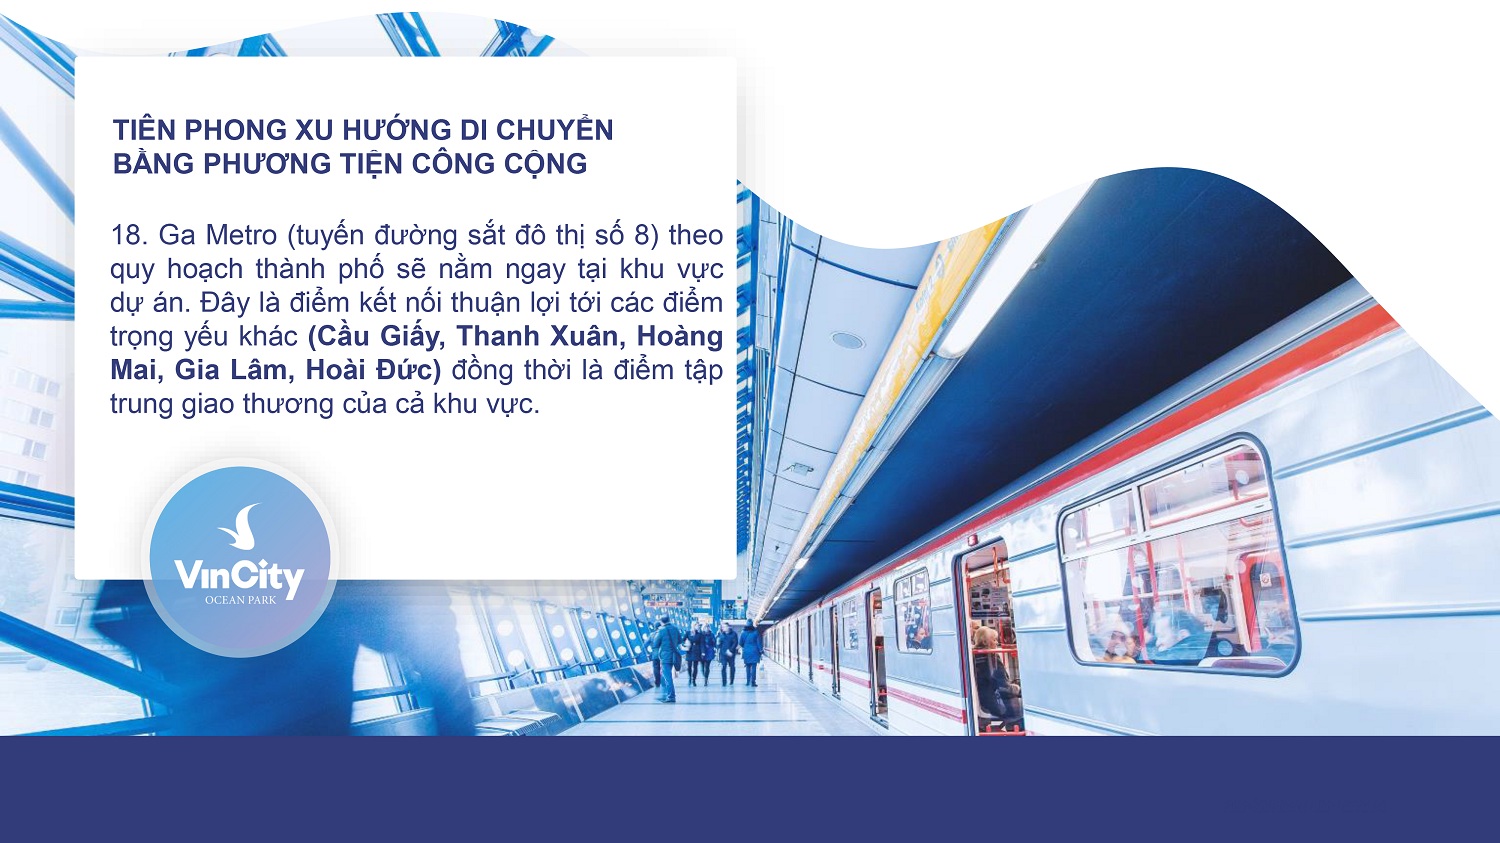 TIÊN PHONG XU HƯỚNG DI CHUYỂN
BẰNG PHƯƠNG TIỆN CÔNG CỘNG
18. Ga Metro (tuyến đường sắt đô thị số 8) theo
quy hoạch thành phố sẽ nằm ngay tại khu vực
dự án. Đây là điểm kết nối thuận lợi tới các điểm
trọng yếu khác (Cầu Giấy, Thanh Xuân, Hoàng
Mai, Gia Lâm, Hoài Đức) đồng thời là điểm tập
trung giao thương của cả khu vực.
VinCity
OCEAN PARK